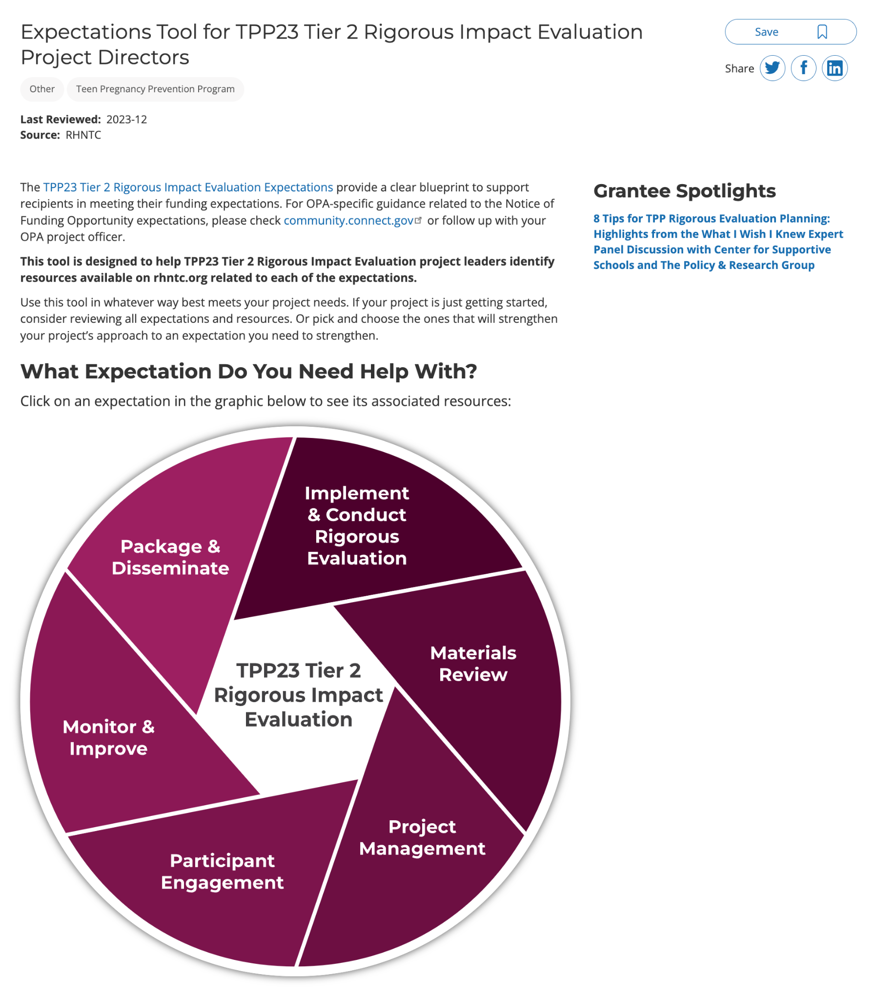 Expectations Tool for TPP23 Tier 2 Rigorous Impact Evaluation
Project Directors
Save
Share
Other
Teen Pregnancy Prevention Program
Last Reviewed: 2023-12
Source: RHNTC
The TPP23 Tier 2 Rigorous Impact Evaluation Expectations provide a clear blueprint to support
recipients in meeting their funding expectations. For OPA-specific guidance related to the Notice of
Funding Opportunity expectations, please check community.connect.gov or follow up with your
OPA project officer.
This tool is designed to help TPP23 Tier 2 Rigorous Impact Evaluation project leaders identify
resources available on rhntc.org related to each of the expectations.
Use this tool in whatever way best meets your project needs. If your project is just getting started,
consider reviewing all expectations and resources. Or pick and choose the ones that will strengthen
your project’s approach to an expectation you need to strengthen.
Grantee Spotlights
8 Tips for TPP Rigorous Evaluation Planning:
Highlights from the What I Wish I Knew Expert
Panel Discussion with Center for Supportive
Schools and The Policy & Research Group
What Expectation Do You Need Help With?
Click on an expectation in the graphic below to see its associated resources:
Implement
& Conduct
Rigorous
Evaluation
Materials
Review
Project
Management
Participant
Engagement
Monitor &
Improve
Package &
Disseminate
TPP23 Tier 2
Rigorous Impact
Evaluation